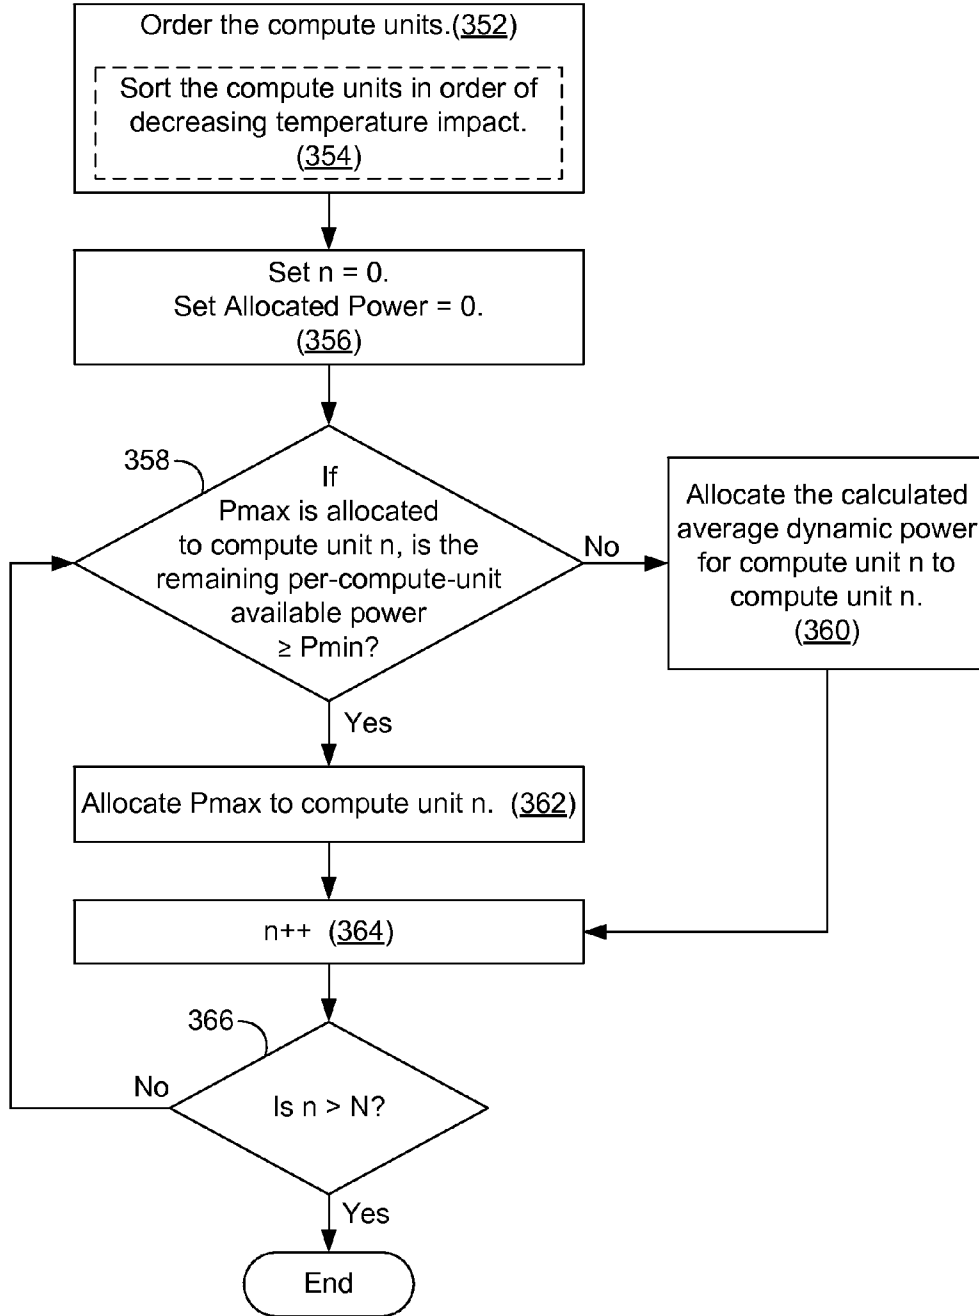 Order the compute units.(352)
Sort the compute units in order of
decreasing temperature impact.
(354)
Set n = 0.
Set Allocated Power = 0.
(356)
358
If
Pmax is allocated
to compute unit n, is the
remaining per-compute-unit
available power
≥ Pmin?
No
Allocate the calculated
average dynamic power
for compute unit n to
compute unit n.
(360)
Yes
Allocate Pmax to compute unit n. (362)
n++ (364)
366
No
Is n > N?
Yes
End